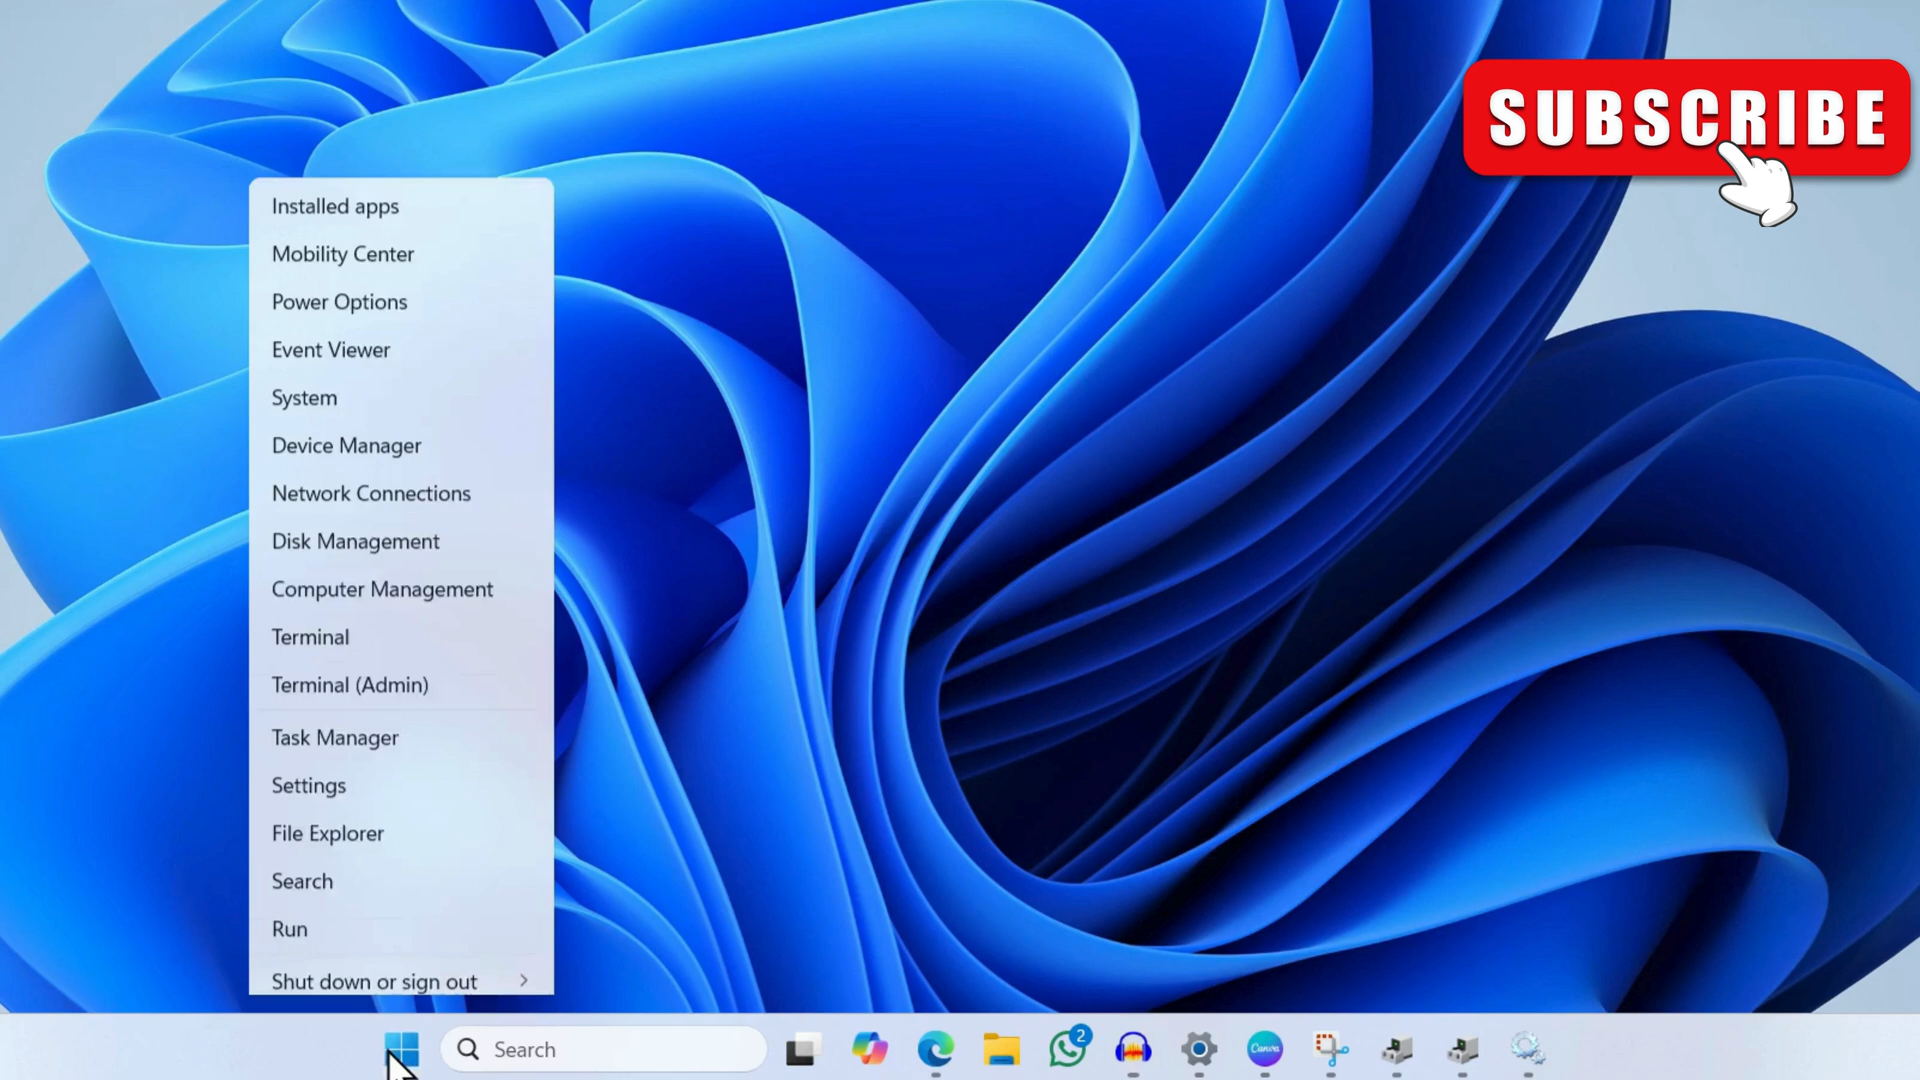 SUBSCRIBE
Installed apps
Mobility Center
Power Options
Event Viewer
System
Device Manager
Network Connections
Disk Management
Computer Management
Terminal
Terminal (Admin)
Task Manager
Settings
File Explorer
Search
Run
Shut down or sign out
Search
2
Canva